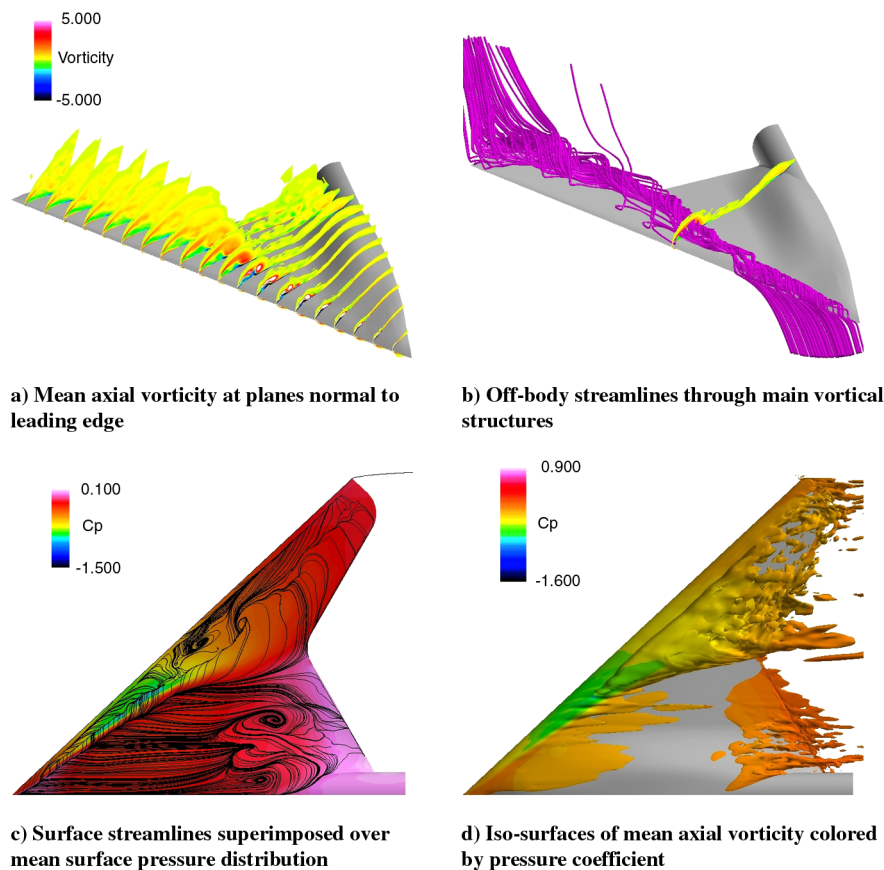 5.000
Vorticity
-5.000
a) Mean axial vorticity at planes normal to
leading edge
b) Off-body streamlines through main vortical
structures
0.100
Cp
-1.500
c) Surface streamlines superimposed over
mean surface pressure distribution
0.900
Cp
-1.600
d) Iso-surfaces of mean axial vorticity colored
by pressure coefficient